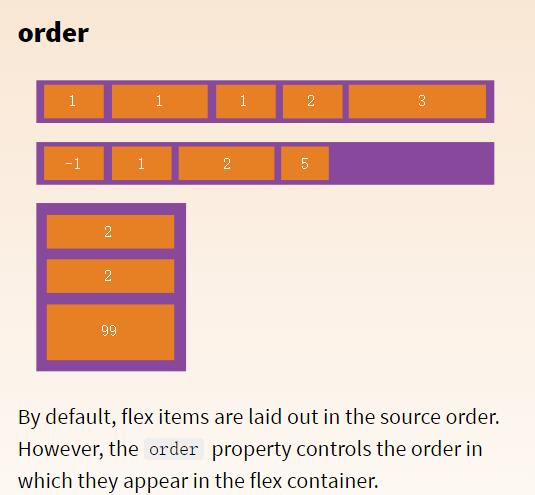 order
1 1 1 2 3
-1 1 2 5
2
2
99
By default, flex items are laid out in the source order.
However, the order property controls the order in
which they appear in the flex container.